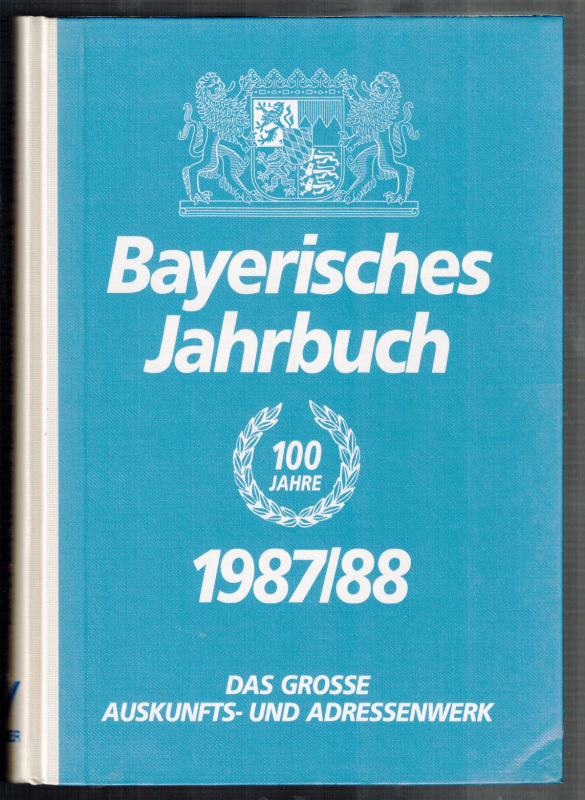 Bayerisches
Jahrbuch
100
JAHRE
1987/88
DAS GROSSE
AUSKUNFTS- UND ADRESSENWERK